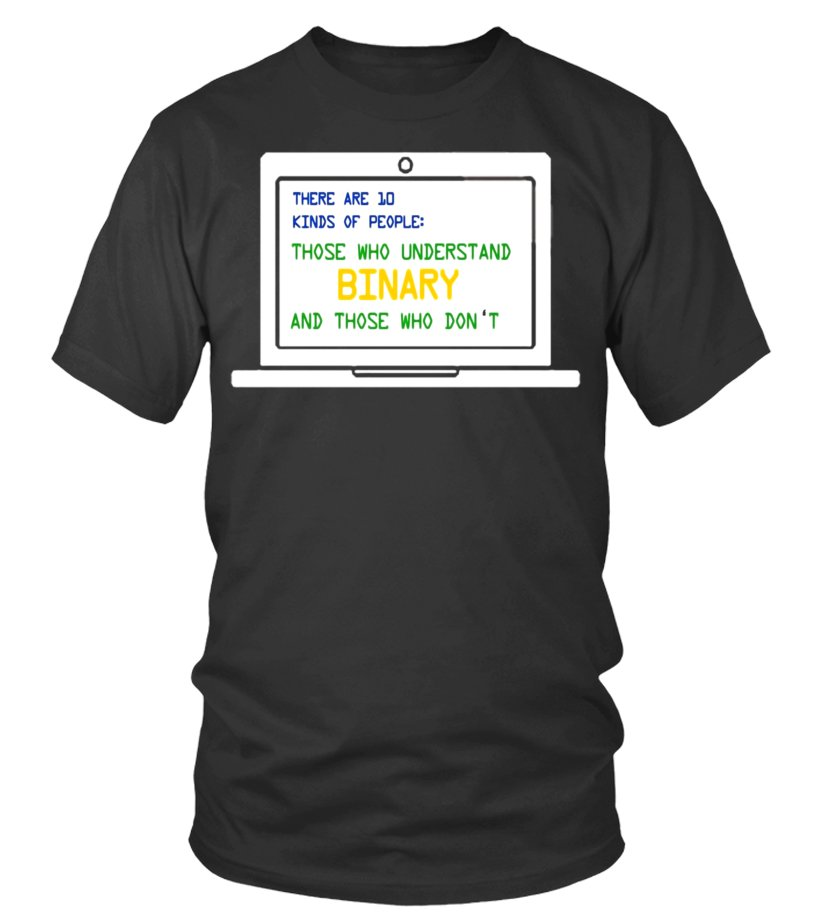 THERE ARE 10
KINDS OF PEOPLE:
THOSE WHO UNDERSTAND
BINARY
AND THOSE WHO DON'T